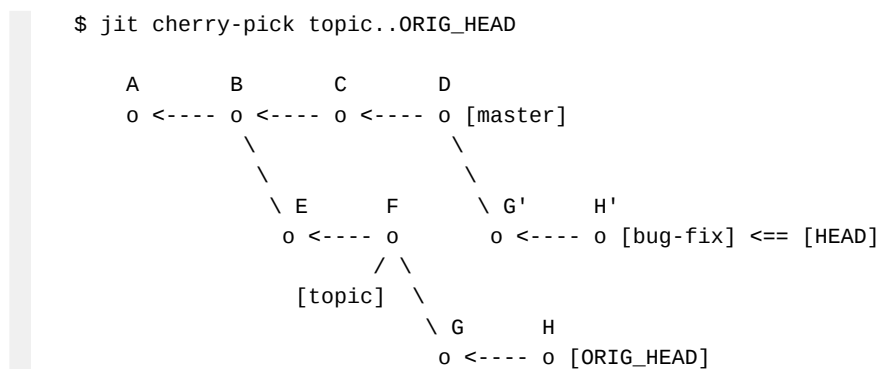 $ jit cherry-pick topic..ORIG_HEAD
A        B        C        D
o <---- o <---- o <---- o [master]
\                    \
\                    \
\ E        F        \ G'        H'
o <---- o        o <---- o [bug-fix] <== [HEAD]
/ \
[topic]  \
\ G        H
o <---- o [ORIG_HEAD]